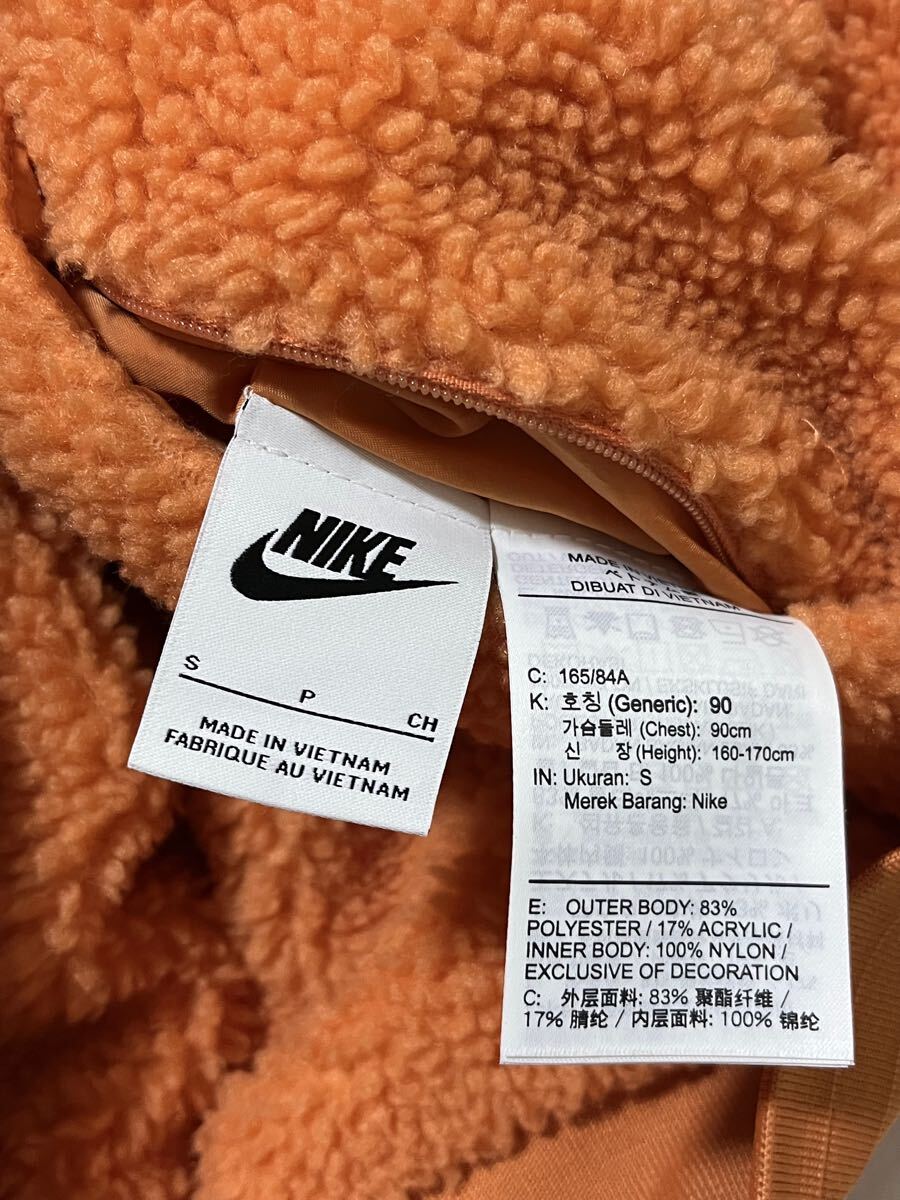 NIKE
S
P
CH
MADE IN VIETNAM
FABRIQUE AU VIETNAM
MADE IN
DIBUAT DI VIETNAM
C: 165/84A
K: 호칭 (Generic): 90
가슴둘레 (Chest): 90cm
신 장 (Height): 160-170cm
IN: Ukuran: S
Merek Barang: Nike
E: OUTER BODY: 83%
POLYESTER / 17% ACRYLIC /
INNER BODY: 100% NYLON /
EXCLUSIVE OF DECORATION
C: 外层面料: 83% 聚酯纤维 /
17% 腈纶 / 内层面料: 100% 锦纶